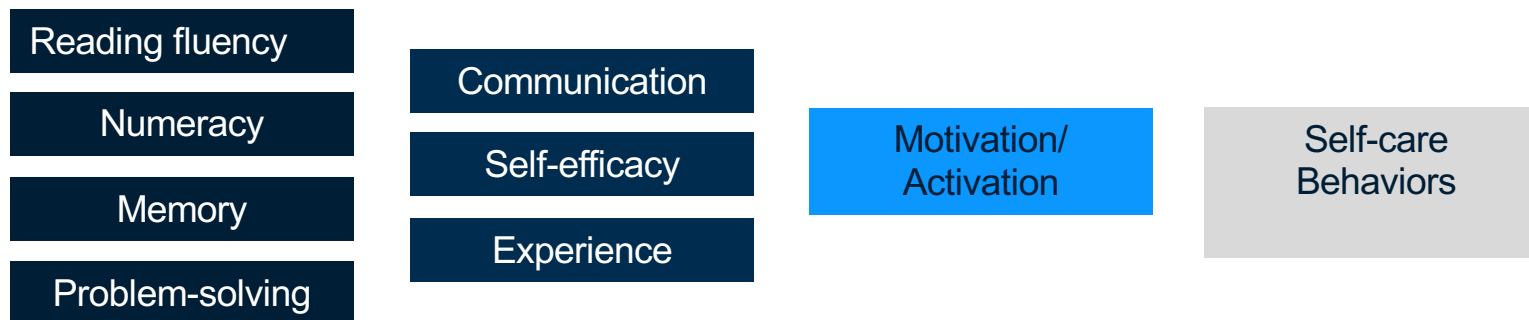 Reading fluency
Numeracy
Memory
Problem-solving
Communication
Self-efficacy
Experience
Motivation/
Activation
Self-care
Behaviors